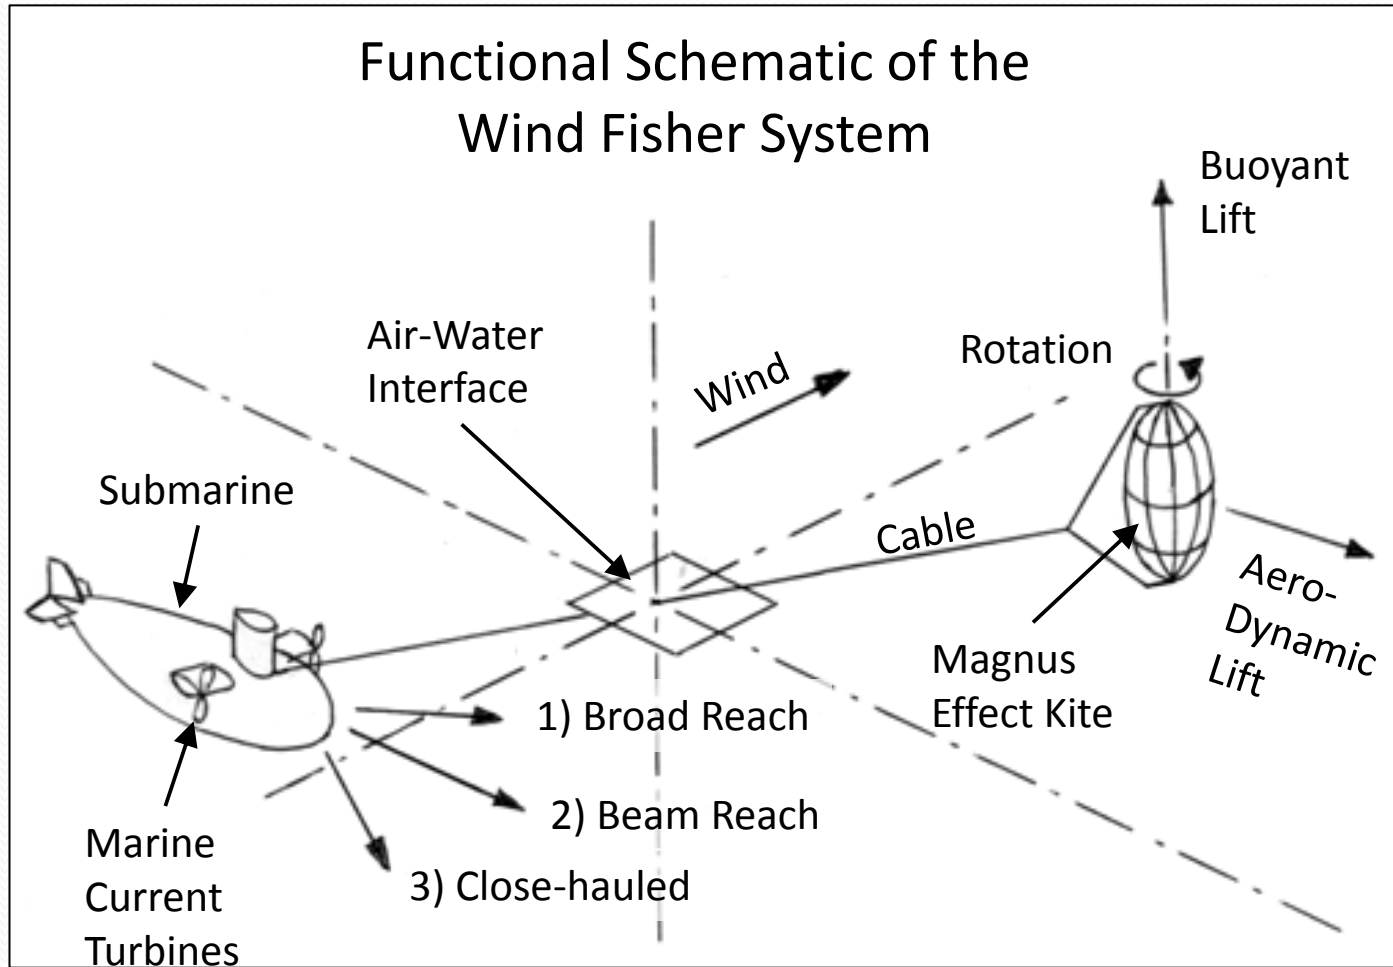 Functional Schematic of the
Wind Fisher System
Buoyant
Lift
Air-Water
Interface
Wind
Rotation
Submarine
Cable
Aero-
Dynamic
Lift
Magnus
Effect Kite
1) Broad Reach
2) Beam Reach
3) Close-hauled
Marine
Current
Turbines